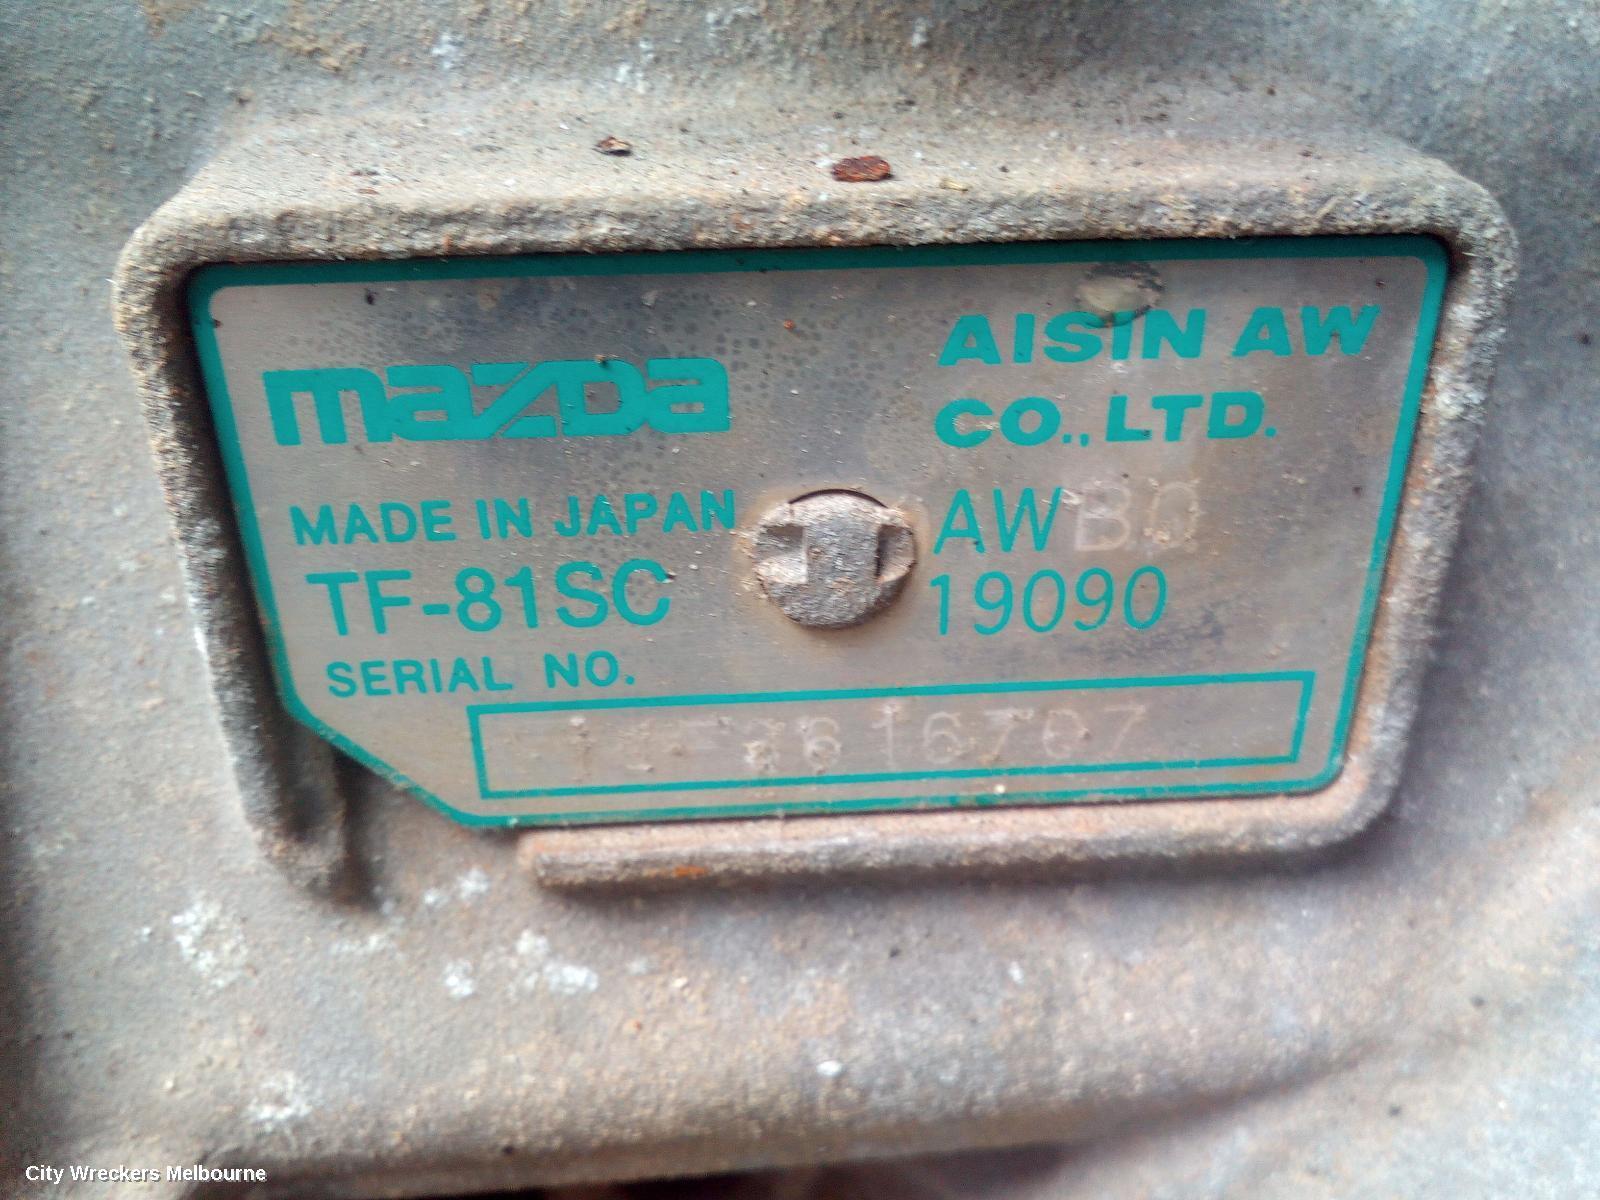 mazda
AISIN AW
CO., LTD.
MADE IN JAPAN
AW
TF-81SC
19090
SERIAL NO.
City Wreckers Melbourne